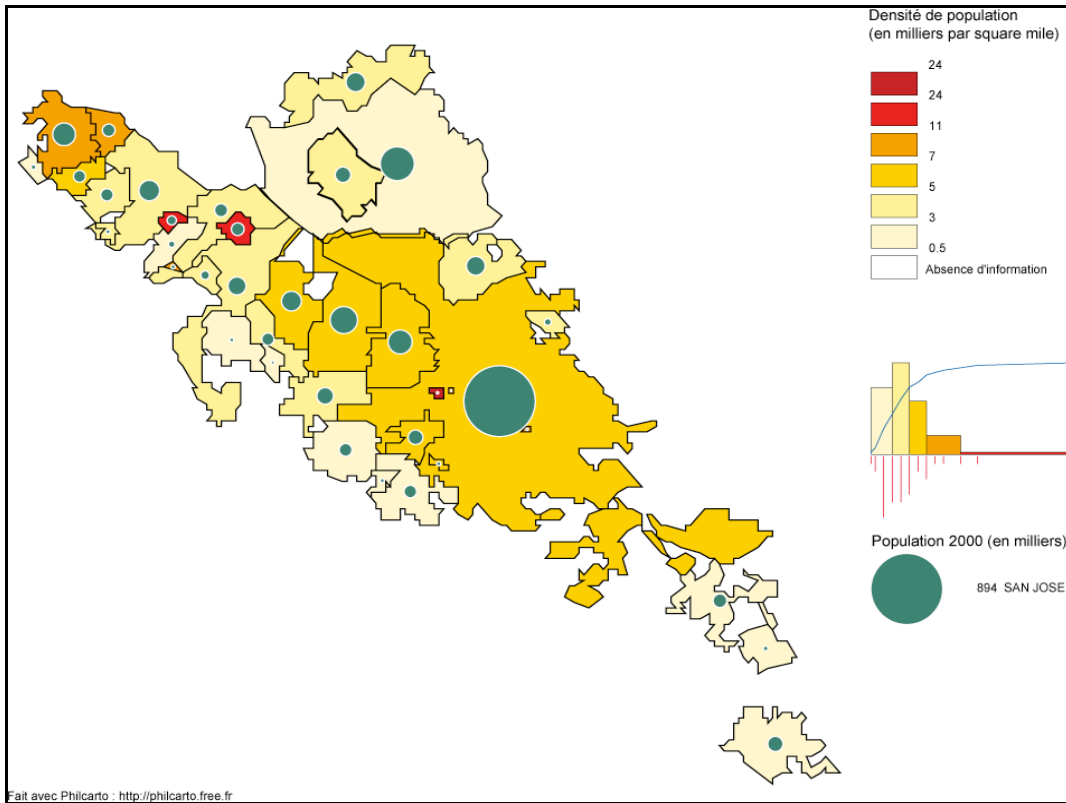 Densité de population
(en milliers par square mile)
24
24
11
7
5
3
0.5
Absence d'information
Population 2000 (en milliers)
894 SAN JOSE
Fait avec Philcarto : http://philcarto.free.fr